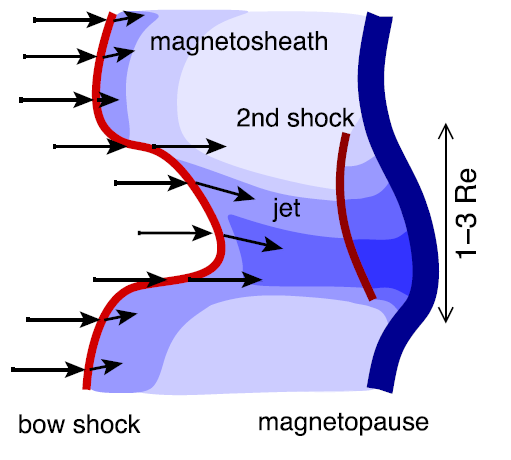 magnetosheath
2nd shock
jet
1–3 Re
bow shock
magnetopause